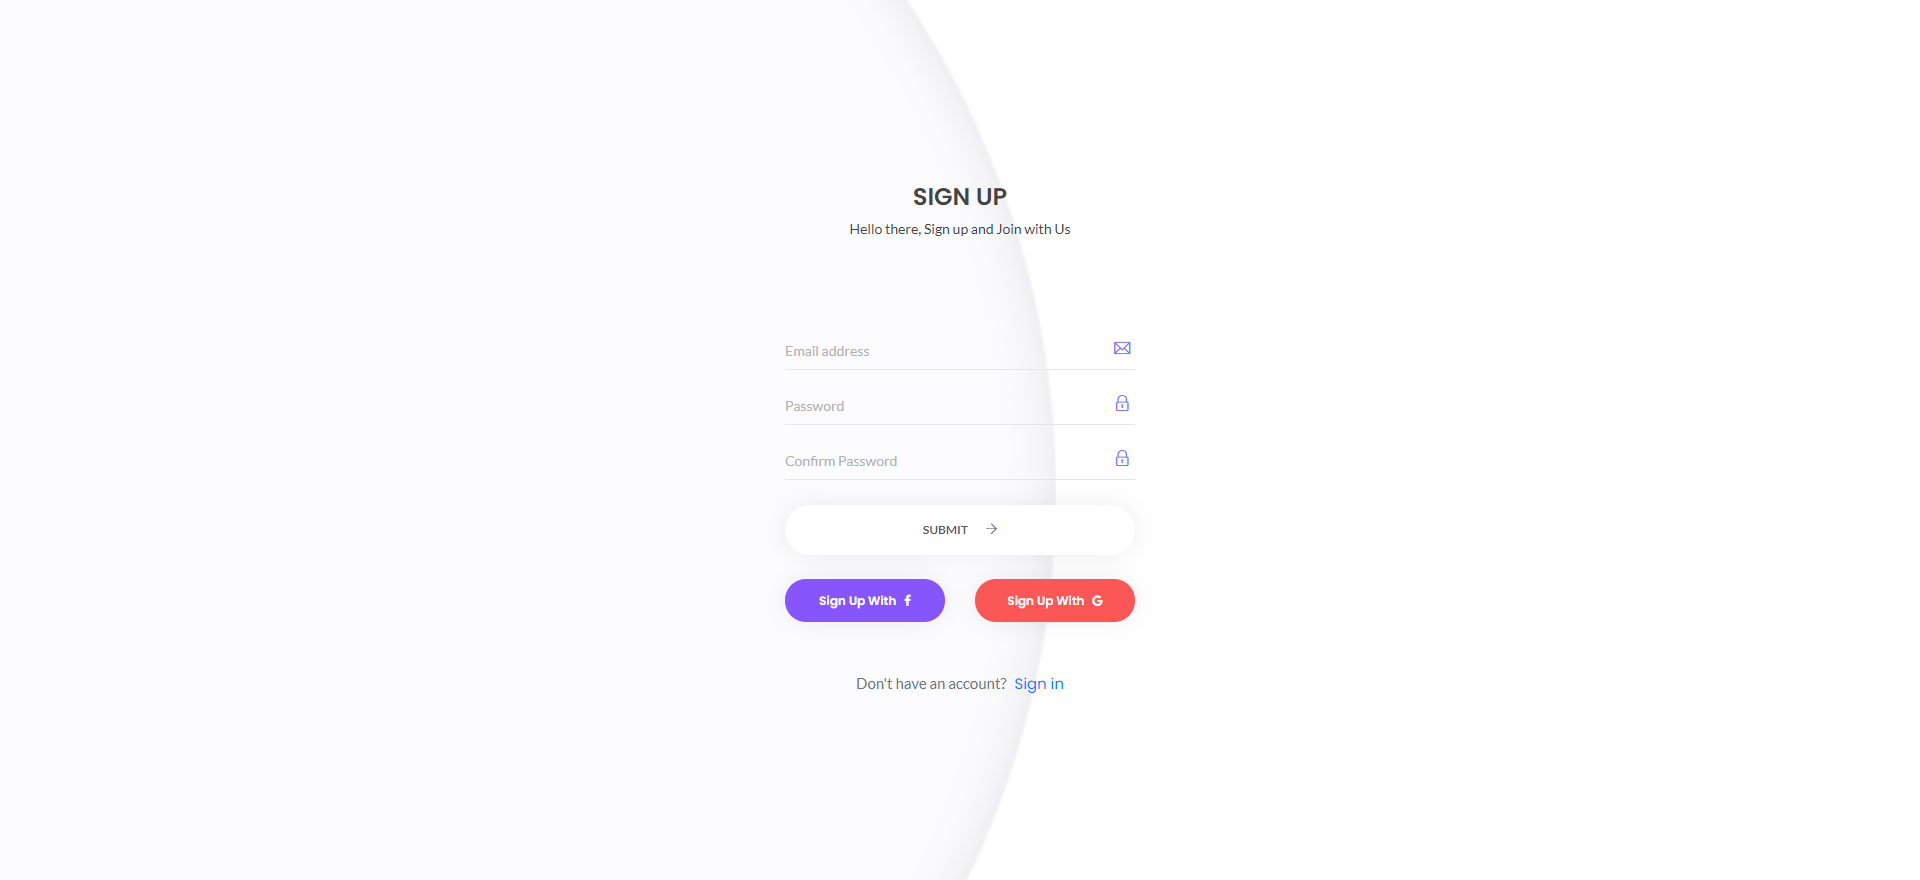 SIGN UP
Hello there, Sign up and Join with Us
Email address
Password
Confirm Password
SUBMIT
Sign Up With f
Sign Up With G
Don't have an account? Sign in